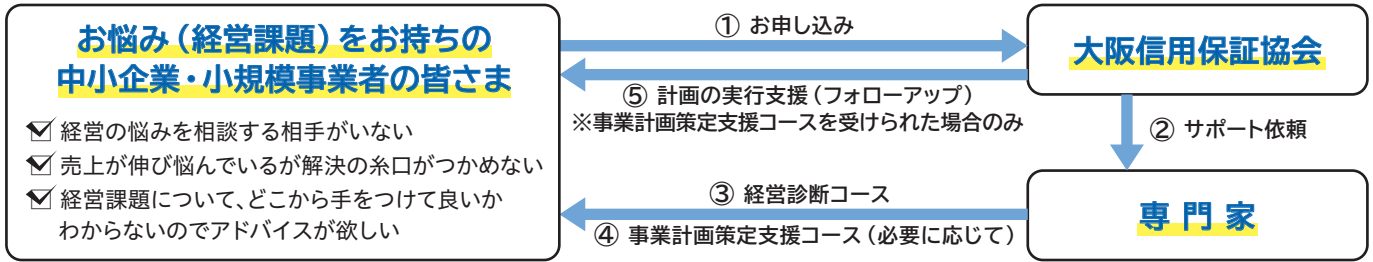 お悩み（経営課題）をお持ちの
中小企業・小規模事業者の皆さま
経営の悩みを相談する相手がいない
売上が伸び悩んでいるが解決の糸口がつかめない
経営課題について、どこから手をつけて良いか
わからないのでアドバイスが欲しい
① お申し込み
⑤ 計画の実行支援（フォローアップ）
※事業計画策定支援コースを受けられた場合のみ
③ 経営診断コース
④ 事業計画策定支援コース（必要に応じて）
大阪信用保証協会
② サポート依頼
専門家